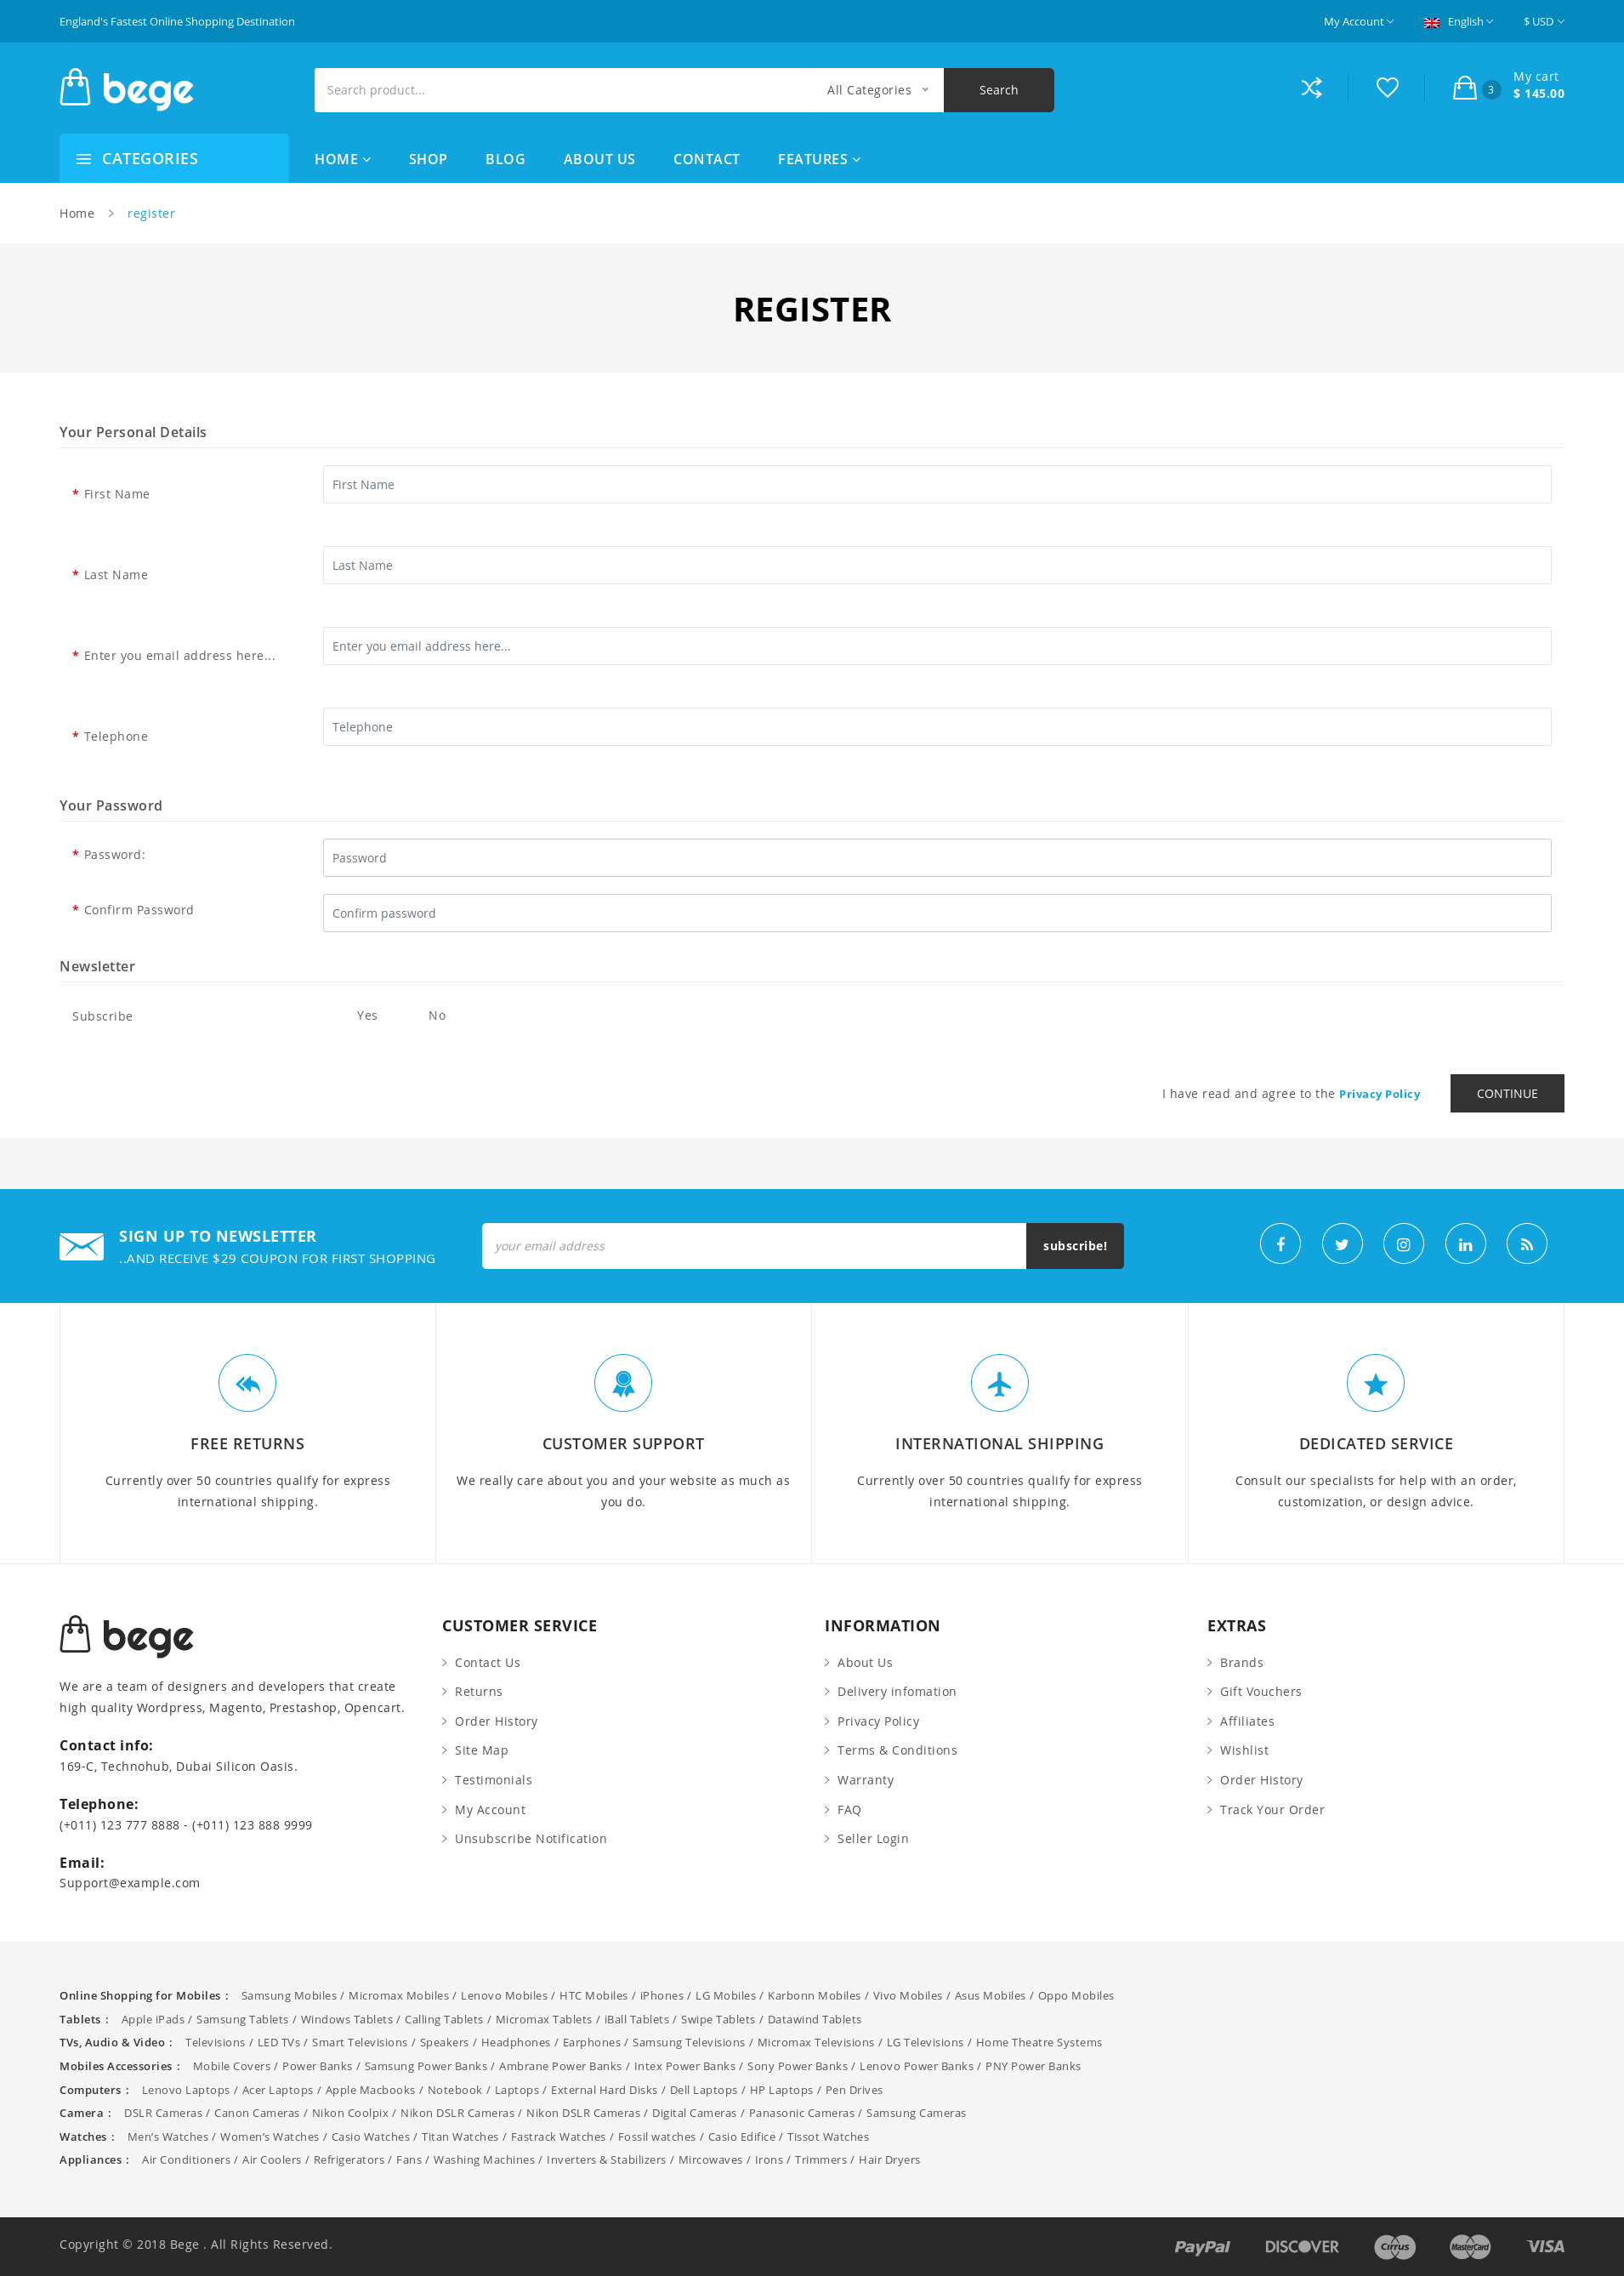 England's Fastest Online Shopping Destination
My Account
English
$ USD
bege
Search product...
All Categories
Search
3
My cart
$ 145.00
CATEGORIES
HOME
SHOP
BLOG
ABOUT US
CONTACT
FEATURES
Home
register
REGISTER
Your Personal Details
* First Name
First Name
* Last Name
Last Name
* Enter you email address here...
Enter you email address here...
* Telephone
Telephone
Your Password
* Password:
Password
* Confirm Password
Confirm password
Newsletter
Subscribe
Yes
No
I have read and agree to the Privacy Policy
CONTINUE
SIGN UP TO NEWSLETTER
..AND RECEIVE $29 COUPON FOR FIRST SHOPPING
your email address
subscribe!
FREE RETURNS
Currently over 50 countries qualify for express
international shipping.
CUSTOMER SUPPORT
We really care about you and your website as much as
you do.
INTERNATIONAL SHIPPING
Currently over 50 countries qualify for express
international shipping.
DEDICATED SERVICE
Consult our specialists for help with an order,
customization, or design advice.
bege
We are a team of designers and developers that create
high quality Wordpress, Magento, Prestashop, Opencart.
Contact info:
169-C, Technohub, Dubai Silicon Oasis.
Telephone:
(+011) 123 777 8888 - (+011) 123 888 9999
Email:
Support@example.com
CUSTOMER SERVICE
Contact Us
Returns
Order History
Site Map
Testimonials
My Account
Unsubscribe Notification
INFORMATION
About Us
Delivery infomation
Privacy Policy
Terms & Conditions
Warranty
FAQ
Seller Login
EXTRAS
Brands
Gift Vouchers
Affiliates
Wishlist
Order History
Track Your Order
Online Shopping for Mobiles : Samsung Mobiles / Micromax Mobiles / Lenovo Mobiles / HTC Mobiles / iPhones / LG Mobiles / Karbonn Mobiles / Vivo Mobiles / Asus Mobiles / Oppo Mobiles
Tablets : Apple iPads / Samsung Tablets / Windows Tablets / Calling Tablets / Micromax Tablets / iBall Tablets / Swipe Tablets / Datawind Tablets
TVs, Audio & Video : Televisions / LED TVs / Smart Televisions / Speakers / Headphones / Earphones / Samsung Televisions / Micromax Televisions / LG Televisions / Home Theatre Systems
Mobiles Accessories : Mobile Covers / Power Banks / Samsung Power Banks / Ambrane Power Banks / Intex Power Banks / Sony Power Banks / Lenovo Power Banks / PNY Power Banks
Computers : Lenovo Laptops / Acer Laptops / Apple Macbooks / Notebook / Laptops / External Hard Disks / Dell Laptops / HP Laptops / Pen Drives
Camera : DSLR Cameras / Canon Cameras / Nikon Coolpix / Nikon DSLR Cameras / Nikon DSLR Cameras / Digital Cameras / Panasonic Cameras / Samsung Cameras
Watches : Men’s Watches / Women’s Watches / Casio Watches / Titan Watches / Fastrack Watches / Fossil watches / Casio Edifice / Tissot Watches
Appliances : Air Conditioners / Air Coolers / Refrigerators / Fans / Washing Machines / Inverters & Stabilizers / Mircowaves / Irons / Trimmers / Hair Dryers
Copyright © 2018 Bege . All Rights Reserved.
PayPal
DISCOVER
Cirrus
MasterCard
VISA